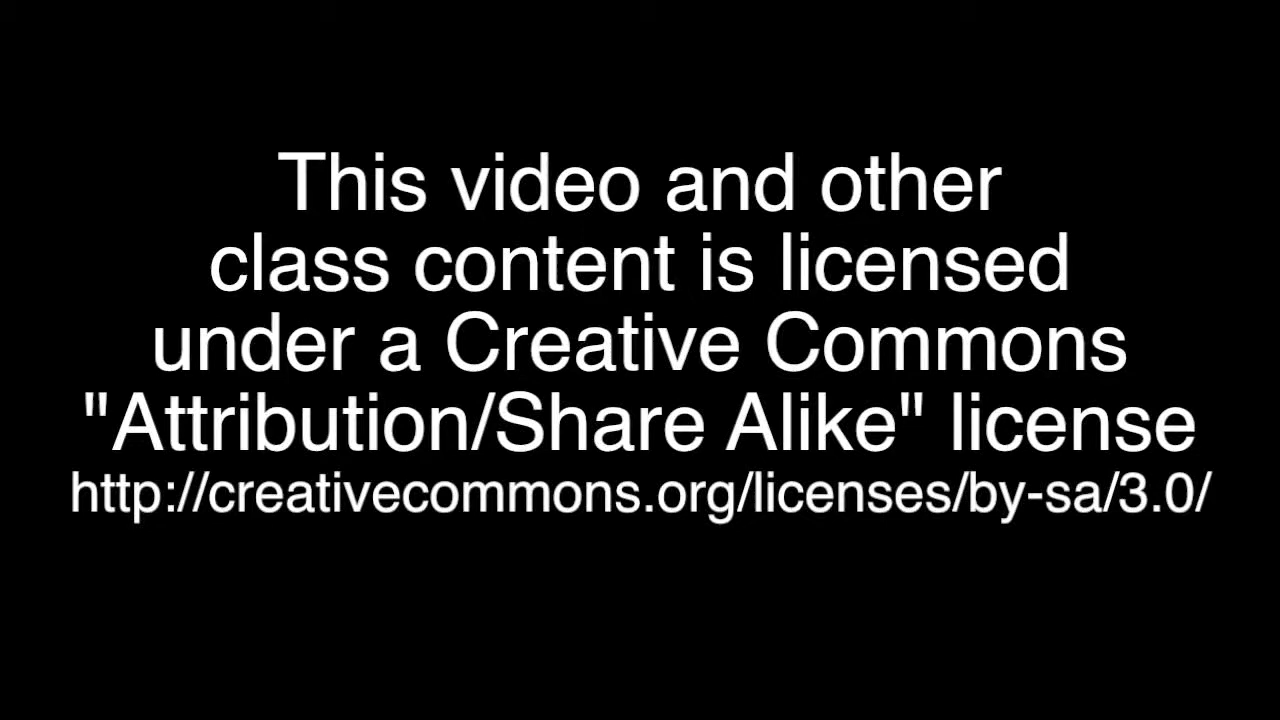 This video and other
class content is licensed
under a Creative Commons
"Attribution/Share Alike" license
http://creativecommons.org/licenses/by-sa/3.0/